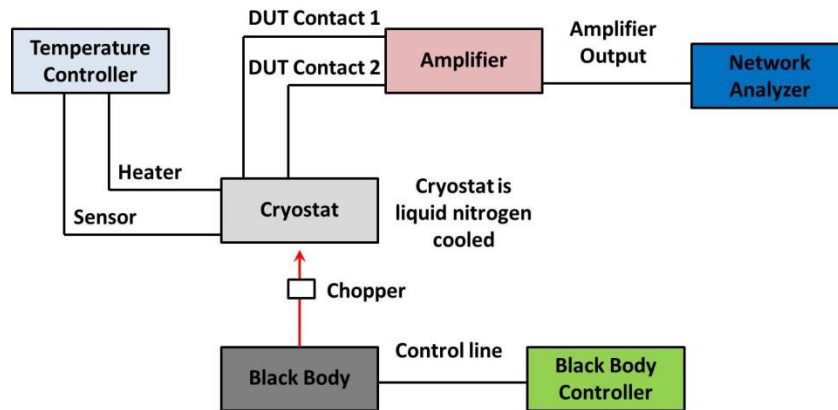 DUT Contact 1
Temperature
Controller
Amplifier
Amplifier
Output
Network
Analyzer
DUT Contact 2
Heater
Sensor
Cryostat
Cryostat is
liquid nitrogen
cooled
Chopper
Black Body
Control line
Black Body
Controller